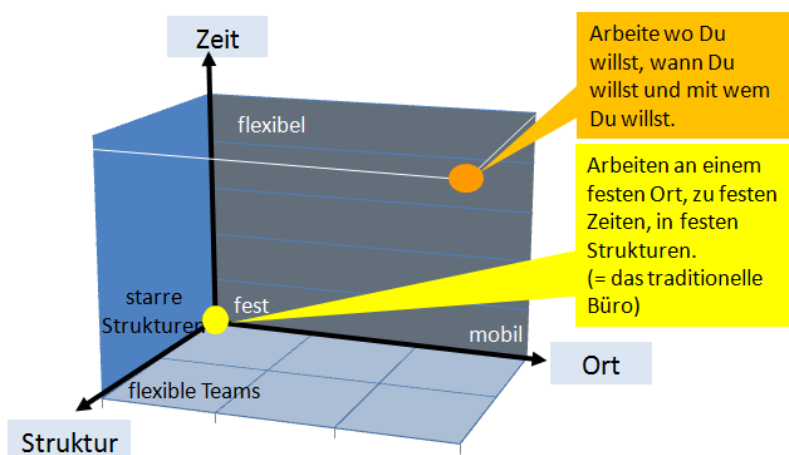 Zeit
Arbeite wo Du
willst, wann Du
willst und mit wem
Du willst.
flexibel
Arbeiten an einem
festen Ort, zu festen
Zeiten, in festen
Strukturen.
(= das traditionelle
Büro)
starre
Strukturen
fest
mobil
Ort
flexible Teams
Struktur